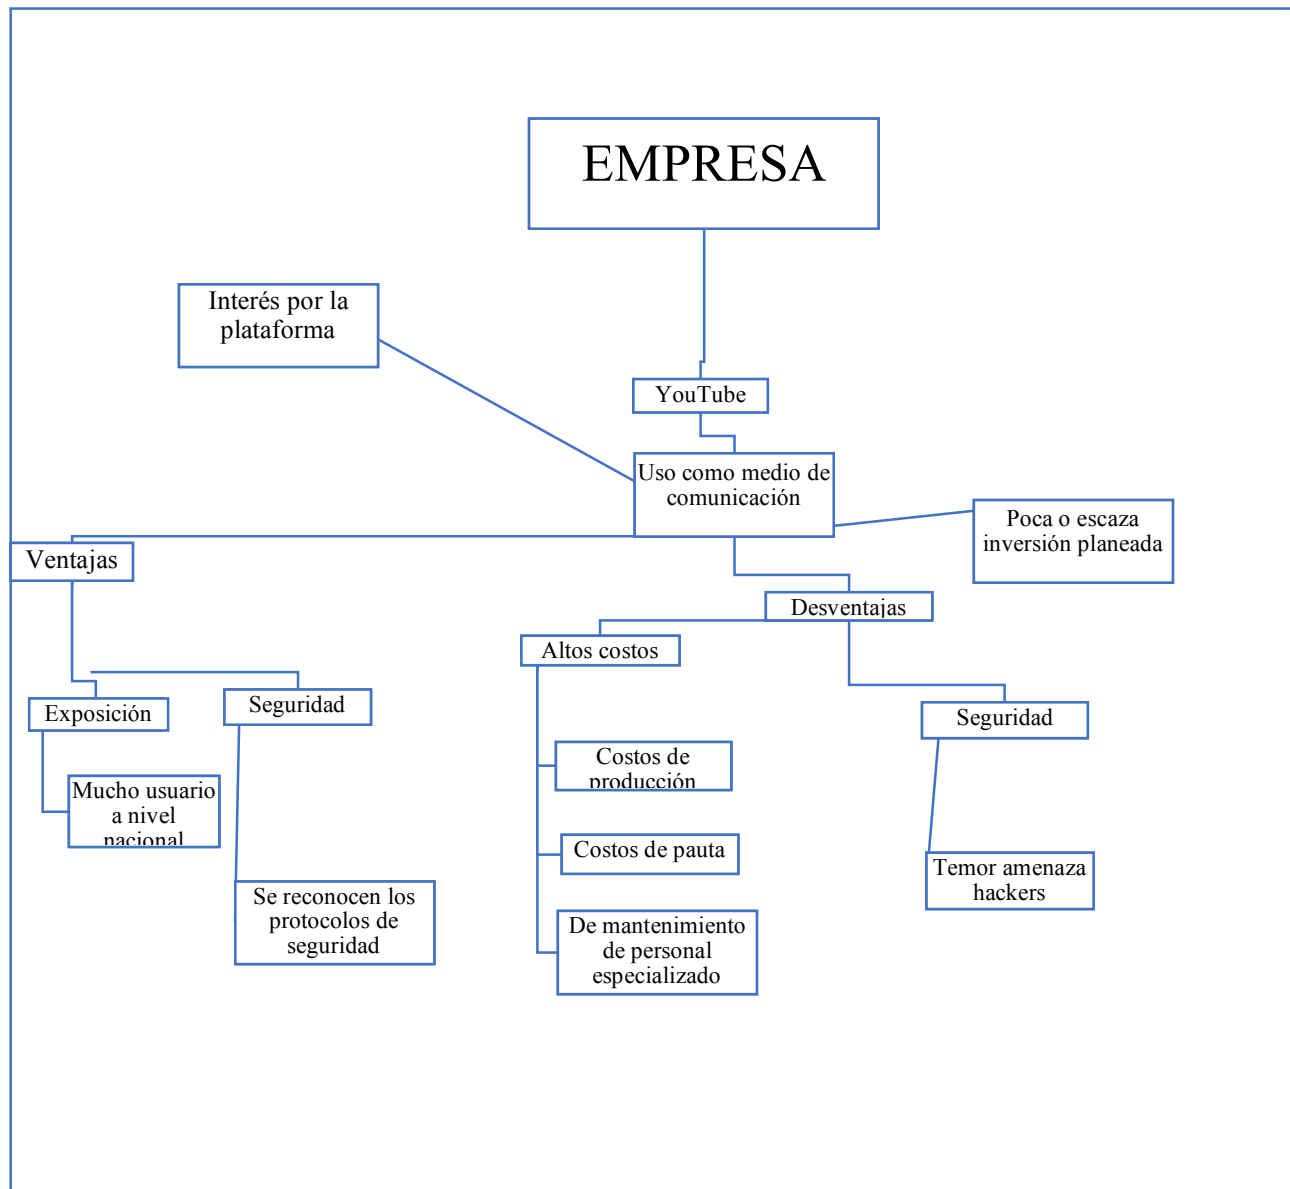 EMPRESA
Interés por la
plataforma
YouTube
Uso como medio de
comunicación
Poca o escaza
inversión planeada
Ventajas
Desventajas
Altos costos
Exposición
Seguridad
Seguridad
Mucho usuario
a nivel
nacional
Costos de
producción
Costos de pauta
Temor amenaza
hackers
Se reconocen los
protocolos de
seguridad
De mantenimiento
de personal
especializado